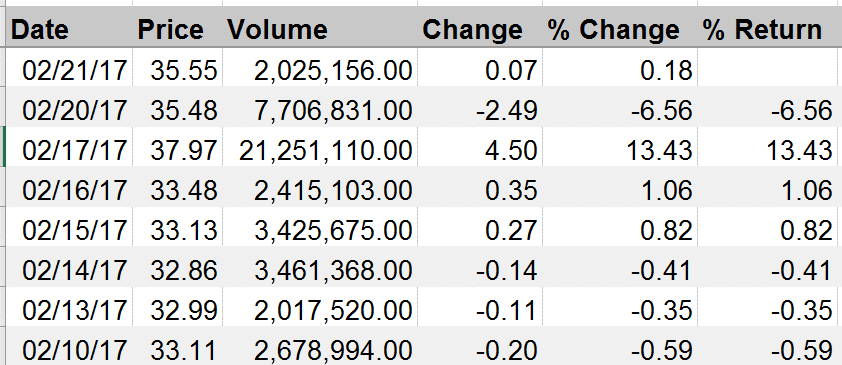 Date Price Volume Change % Change % Return
02/21/17 35.55 2,025,156.00 0.07 0.18
02/20/17 35.48 7,706,831.00 -2.49 -6.56 -6.56
02/17/17 37.97 21,251,110.00 4.50 13.43 13.43
02/16/17 33.48 2,415,103.00 0.35 1.06 1.06
02/15/17 33.13 3,425,675.00 0.27 0.82 0.82
02/14/17 32.86 3,461,368.00 -0.14 -0.41 -0.41
02/13/17 32.99 2,017,520.00 -0.11 -0.35 -0.35
02/10/17 33.11 2,678,994.00 -0.20 -0.59 -0.59